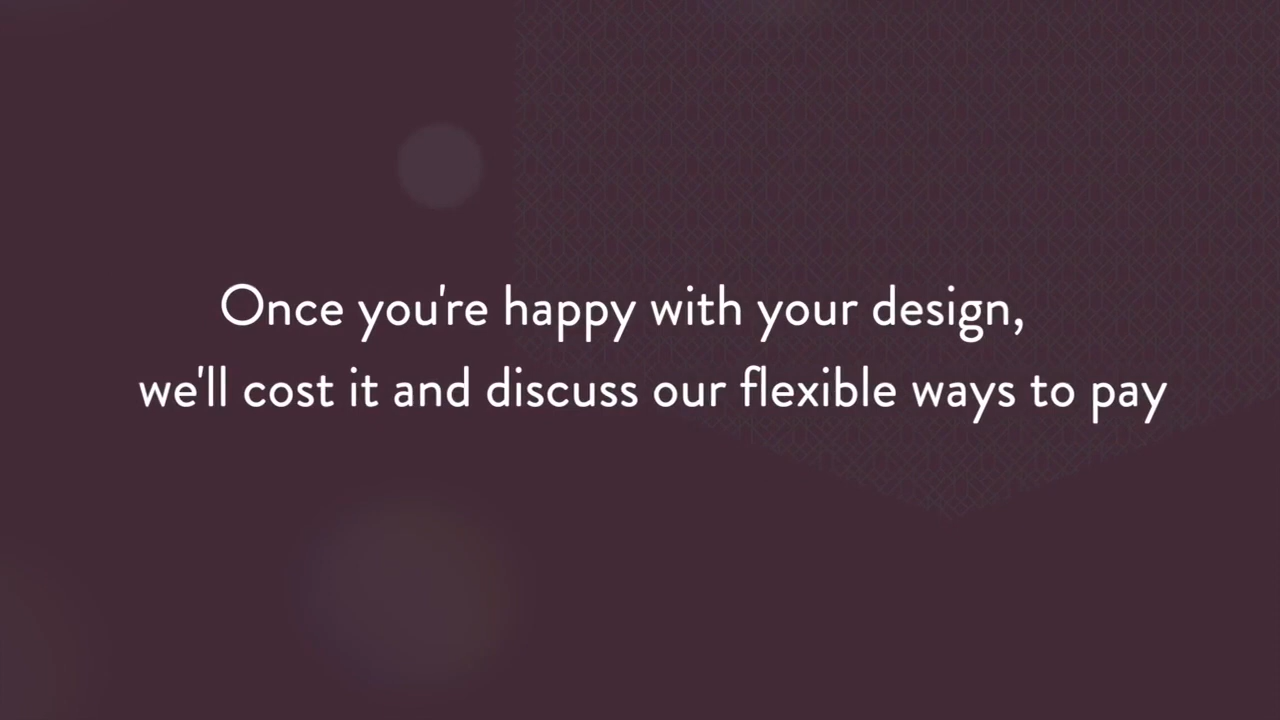 Once you're happy with your design,
we'll cost it and discuss our flexible ways to pay